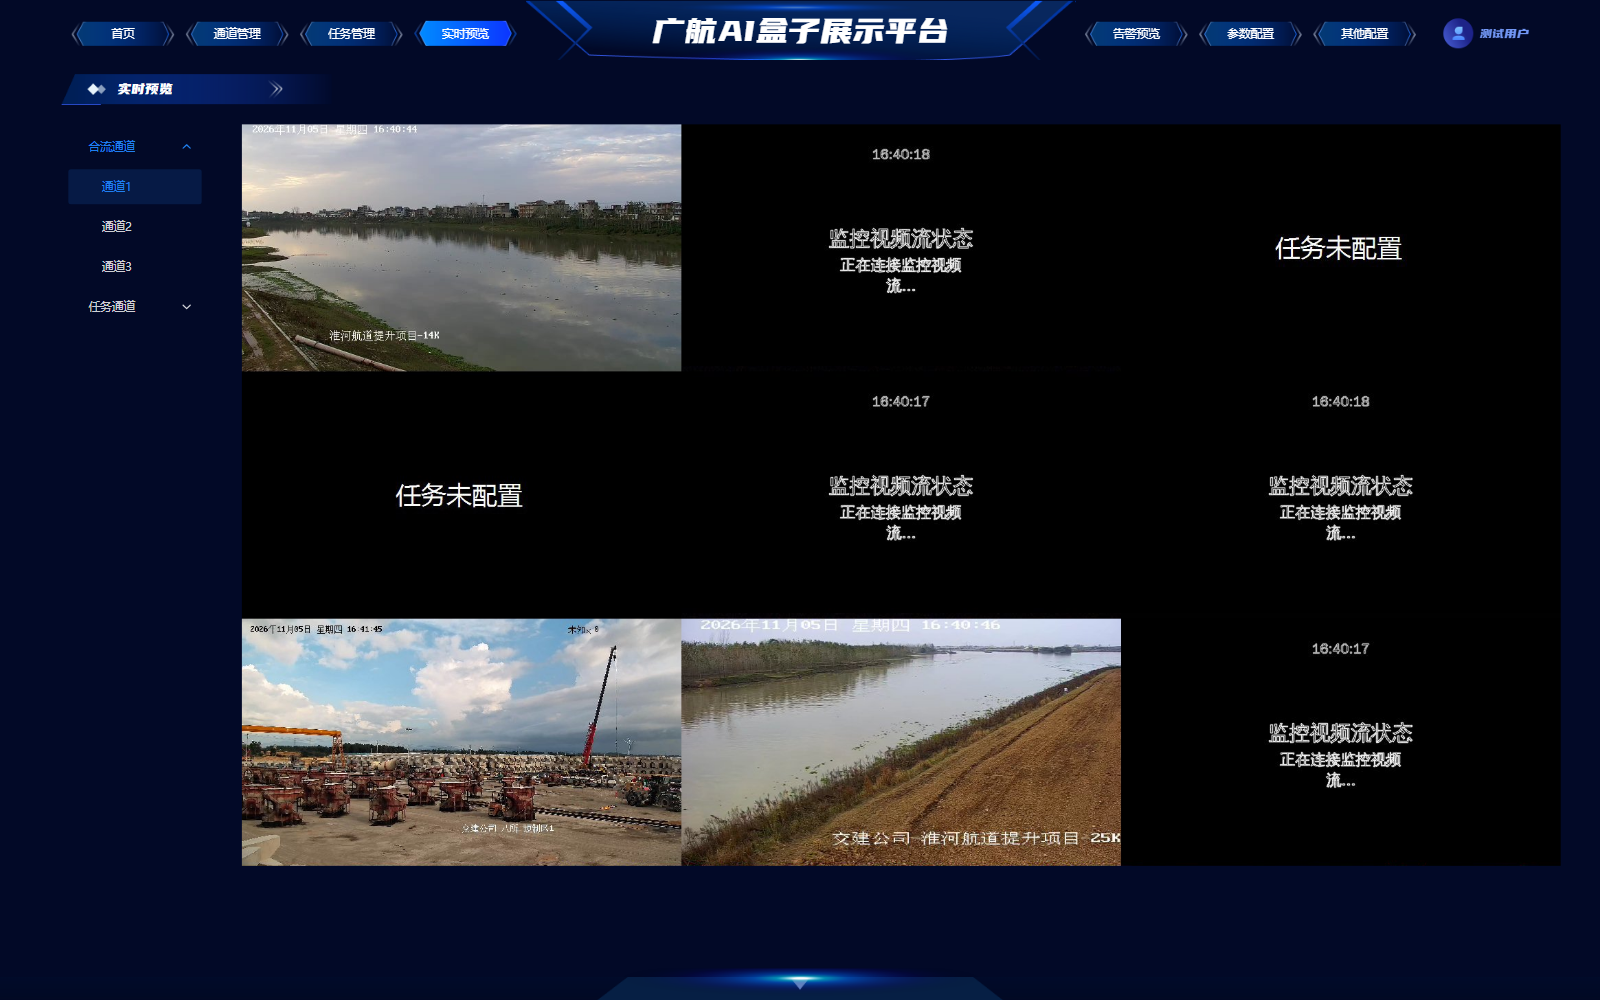 首页
通道管理
任务管理
实时预览
广航AI盒子展示平台
告警预览
参数配置
其他配置
测试用户
实时预览
合流通道
通道1
通道2
通道3
任务通道
2026年11月05日 星期四 16:40:44
淮河航道提升项目-14K
16:40:18
监控视频流状态
正在连接监控视频
流...
任务未配置
任务未配置
16:40:17
监控视频流状态
正在连接监控视频
流...
16:40:18
监控视频流状态
正在连接监控视频
流...
2026年11月05日 星期四 16:41:45
交建公司
2026年11月05日 星期四 16:40:46
交建公司 淮河航道提升项目-25K
16:40:17
监控视频流状态
正在连接监控视频
流...